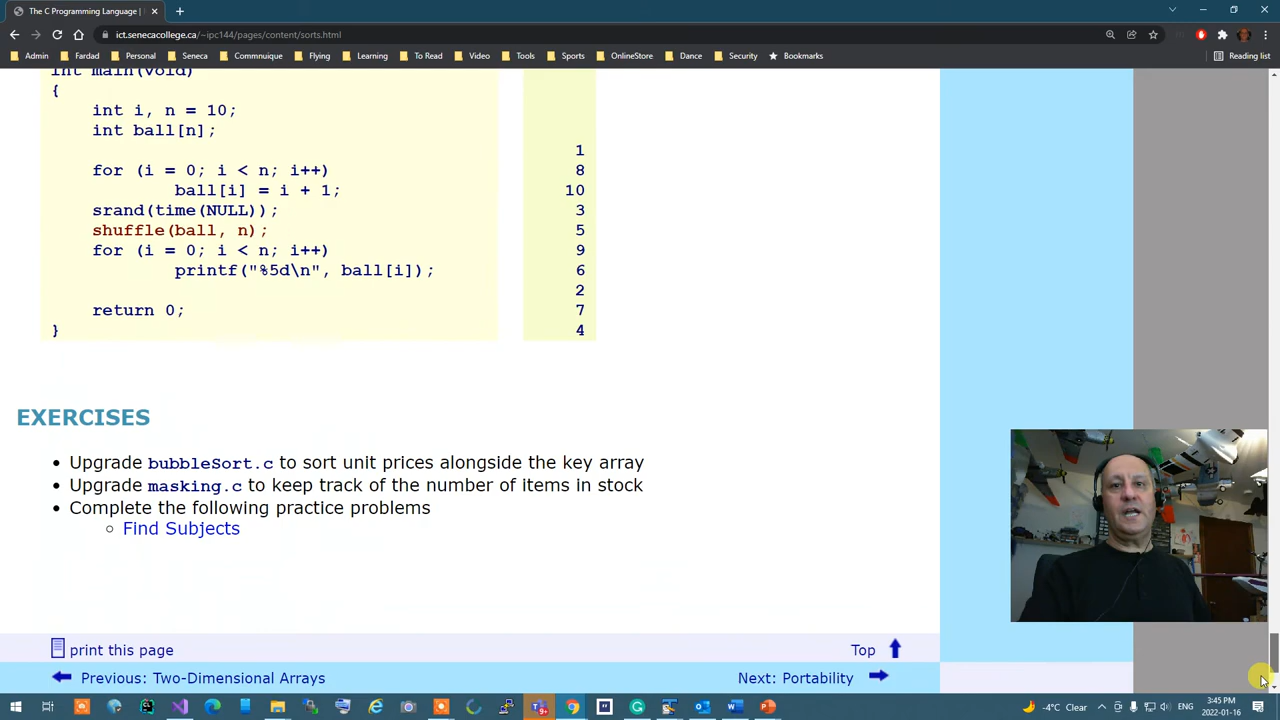 The C Programming Language |
ict.senecacollege.ca/~ipc144/pages/content/sorts.html
Admin Fardad Personal Seneca Commnuique Flying Learning To Read Video Tools Sports OnlineStore Dance Security Bookmarks Reading list
int main(void)
{
int i, n = 10;
int ball[n];
for (i = 0; i < n; i++)
ball[i] = i + 1;
srand(time(NULL));
shuffle(ball, n);
for (i = 0; i < n; i++)
printf("%5d\n", ball[i]);
return 0;
}
1
8
10
3
5
9
6
2
7
4
EXERCISES
• Upgrade bubbleSort.c to sort unit prices alongside the key array
• Upgrade masking.c to keep track of the number of items in stock
• Complete the following practice problems
○ Find Subjects
print this page Top
Previous: Two-Dimensional Arrays Next: Portability
-4°C Clear
3:45 PM
2022-01-16